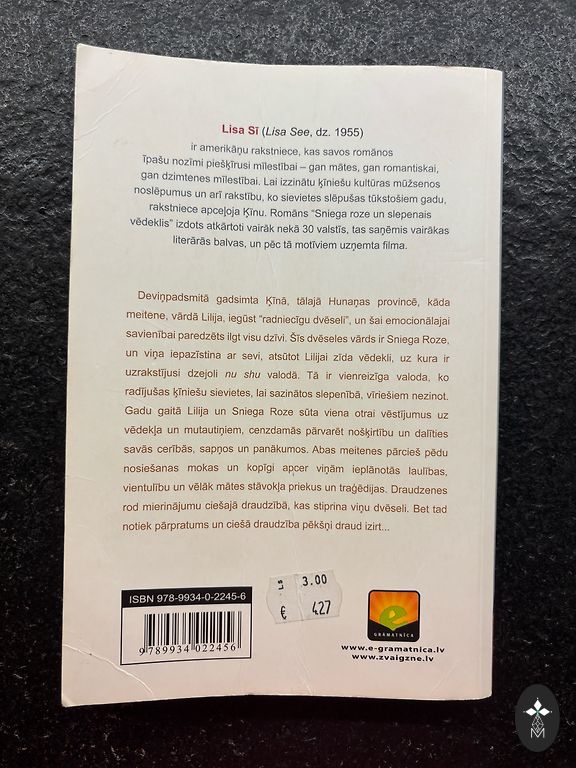 Lisa Sī (Lisa See, dz. 1955)
ir amerikāņu rakstniece, kas savos romānos
īpašu nozīmi piešķīrusi mīlestībai – gan mātes, gan romantiskai,
gan dzimtenes mīlestībai. Lai izzinātu ķīniešu kultūras mūžsenos
noslēpumus un arī rakstību, ko sievietes slēpušas tūkstošiem gadu,
rakstniece apceļoja Ķīnu. Romāns "Sniega roze un slepenais
vēdeklis" izdots atkārtoti vairāk nekā 30 valstīs, tas saņēmis vairākas
literārās balvas, un pēc tā motīviem uzņemta filma.
Deviņpadsmitā gadsimta Ķīnā, tālajā Hunaņas provincē, kāda
meitene, vārdā Lilija, iegūst "radniecīgu dvēseli", un šai emocionālajai
savienībai paredzēts ilgt visu dzīvi. Šīs dvēseles vārds ir Sniega Roze,
un viņa iepazīstina ar sevi, atsūtot Lilijai zīda vēdekli, uz kura ir
uzrakstījusi dzejoli nu shu valodā. Tā ir vienreizīga valoda, ko
radījušas ķīniešu sievietes, lai sazinātos slepenībā, vīriešiem nezinot.
Gadu gaitā Lilija un Sniega Roze sūta viena otrai vēstījumus uz
vēdekļa un mutautiņiem, cenzdamās pārvarēt nošķirtību un dalīties
savās cerībās, sapņos un panākumos. Abas meitenes pārcieš pēdu
nosiešanas mokas un kopīgi apcer viņām ieplānotās laulības,
vientulību un vēlāk mātes stāvokļa priekus un traģēdijas. Draudzenes
rod mierinājumu ciešajā draudzībā, kas stiprina viņu dvēseli. Bet tad
notiek pārpratums un ciešā draudzība pēkšņi draud izirt...
ISBN 978-9934-0-2245-6
9 789934 022456
Ls 3.00
€ 4.27
e
GRĀMATNĪCA
www.e-gramatnica.lv
www.zvaigzne.lv
M